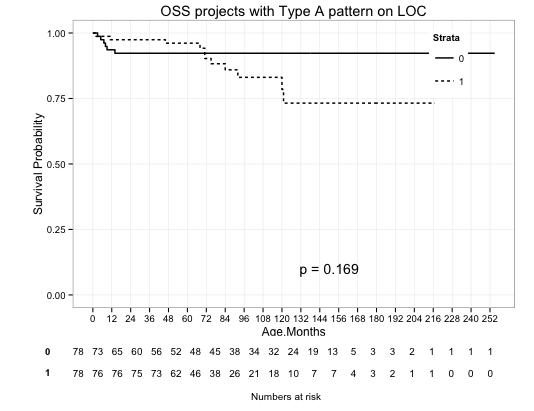 OSS projects with Type A pattern on LOC
Strata
0
1
1.00
0.75
0.50
0.25
0.00
Survival Probability
p = 0.169
0 12 24 36 48 60 72 84 96 108 120 132 144 156 168 180 192 204 216 228 240 252
Age.Months
0 78 73 65 60 56 52 48 45 38 34 32 24 19 13 5 3 3 2 1 1 1 1
1 78 76 76 75 73 62 46 38 26 21 18 10 7 7 4 3 2 1 1 0 0 0
Numbers at risk